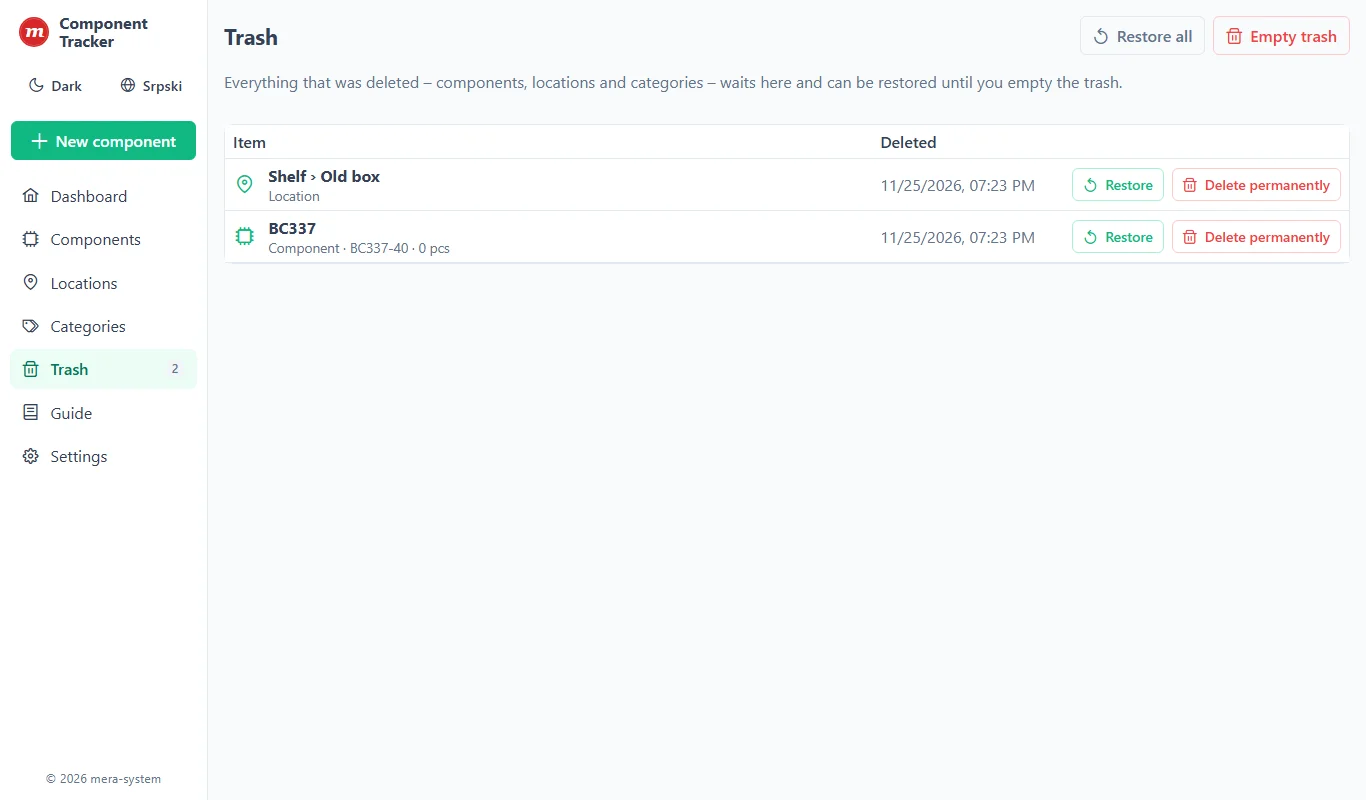 m
Component
Tracker
Dark
Srpski
New component
Dashboard
Components
Locations
Categories
Trash 2
Guide
Settings
© 2026 mera-system
Trash
Restore all
Empty trash
Everything that was deleted – components, locations and categories – waits here and can be restored until you empty the trash.
Item Deleted
Shelf › Old box
Location
11/25/2026, 07:23 PM
Restore
Delete permanently
BC337
Component · BC337-40 · 0 pcs
11/25/2026, 07:23 PM
Restore
Delete permanently